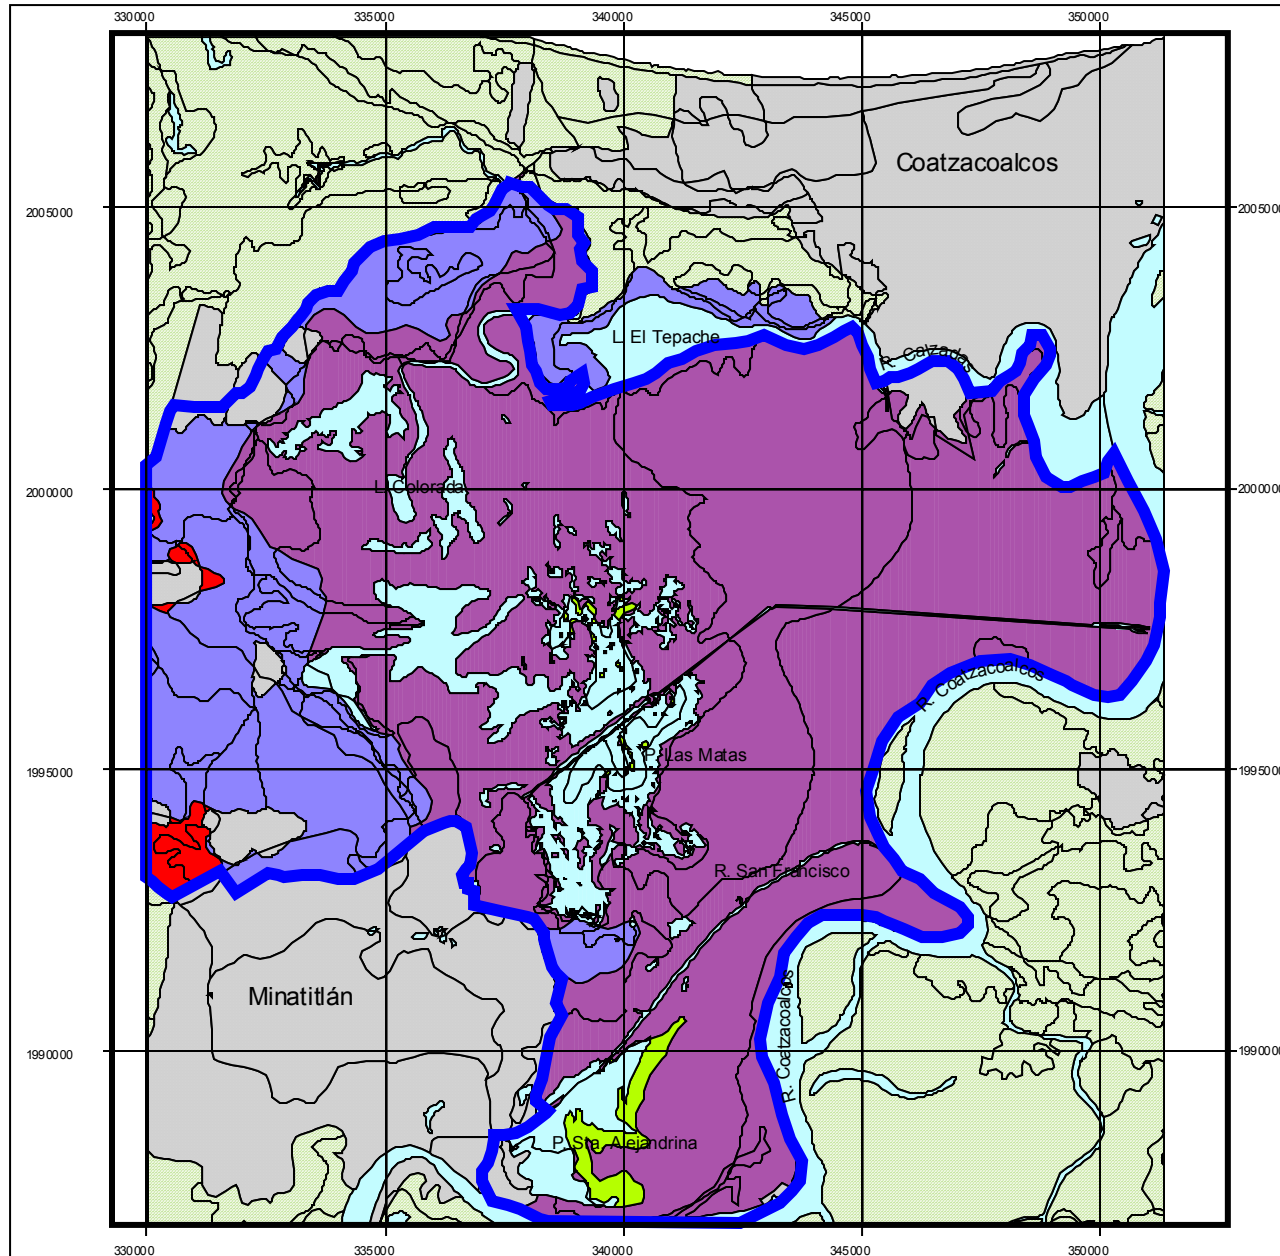 330000 335000 340000 345000 350000
Coatzacoalcos
2005000 2005000
L. El Tepache
R. Calzada
L. Colorada
2000000 2000000
R. Coatzacoalcos
P. Las Matas
1995000 1995000
R. San Francisco
Minatitlán
R. Coatzacoalcos
1990000 1990000
P. Sta. Alejandrina
330000 335000 340000 345000 350000